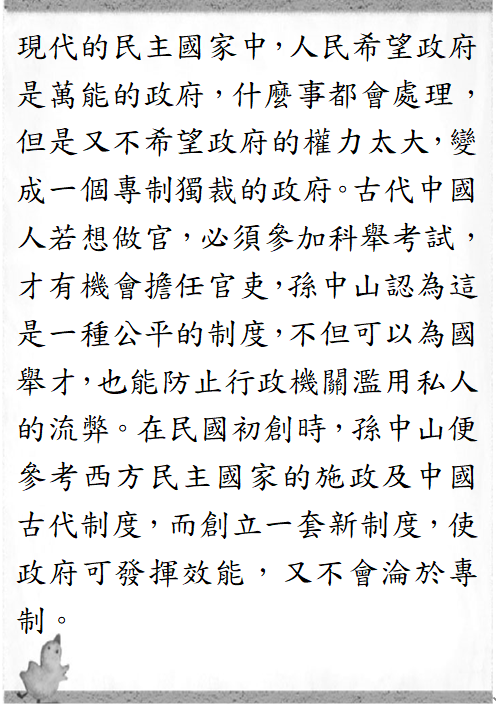 現代的民主國家中，人民希望政府
是萬能的政府，什麼事都會處理，
但是又不希望政府的權力太大，變
成一個專制獨裁的政府。古代中國
人若想做官，必須參加科舉考試，
才有機會擔任官吏，孫中山認為這
是一種公平的制度，不但可以為國
舉才，也能防止行政機關濫用私人
的流弊。在民國初創時，孫中山便
參考西方民主國家的施政及中國
古代制度，而創立一套新制度，使
政府可發揮效能，又不會淪於專
制。